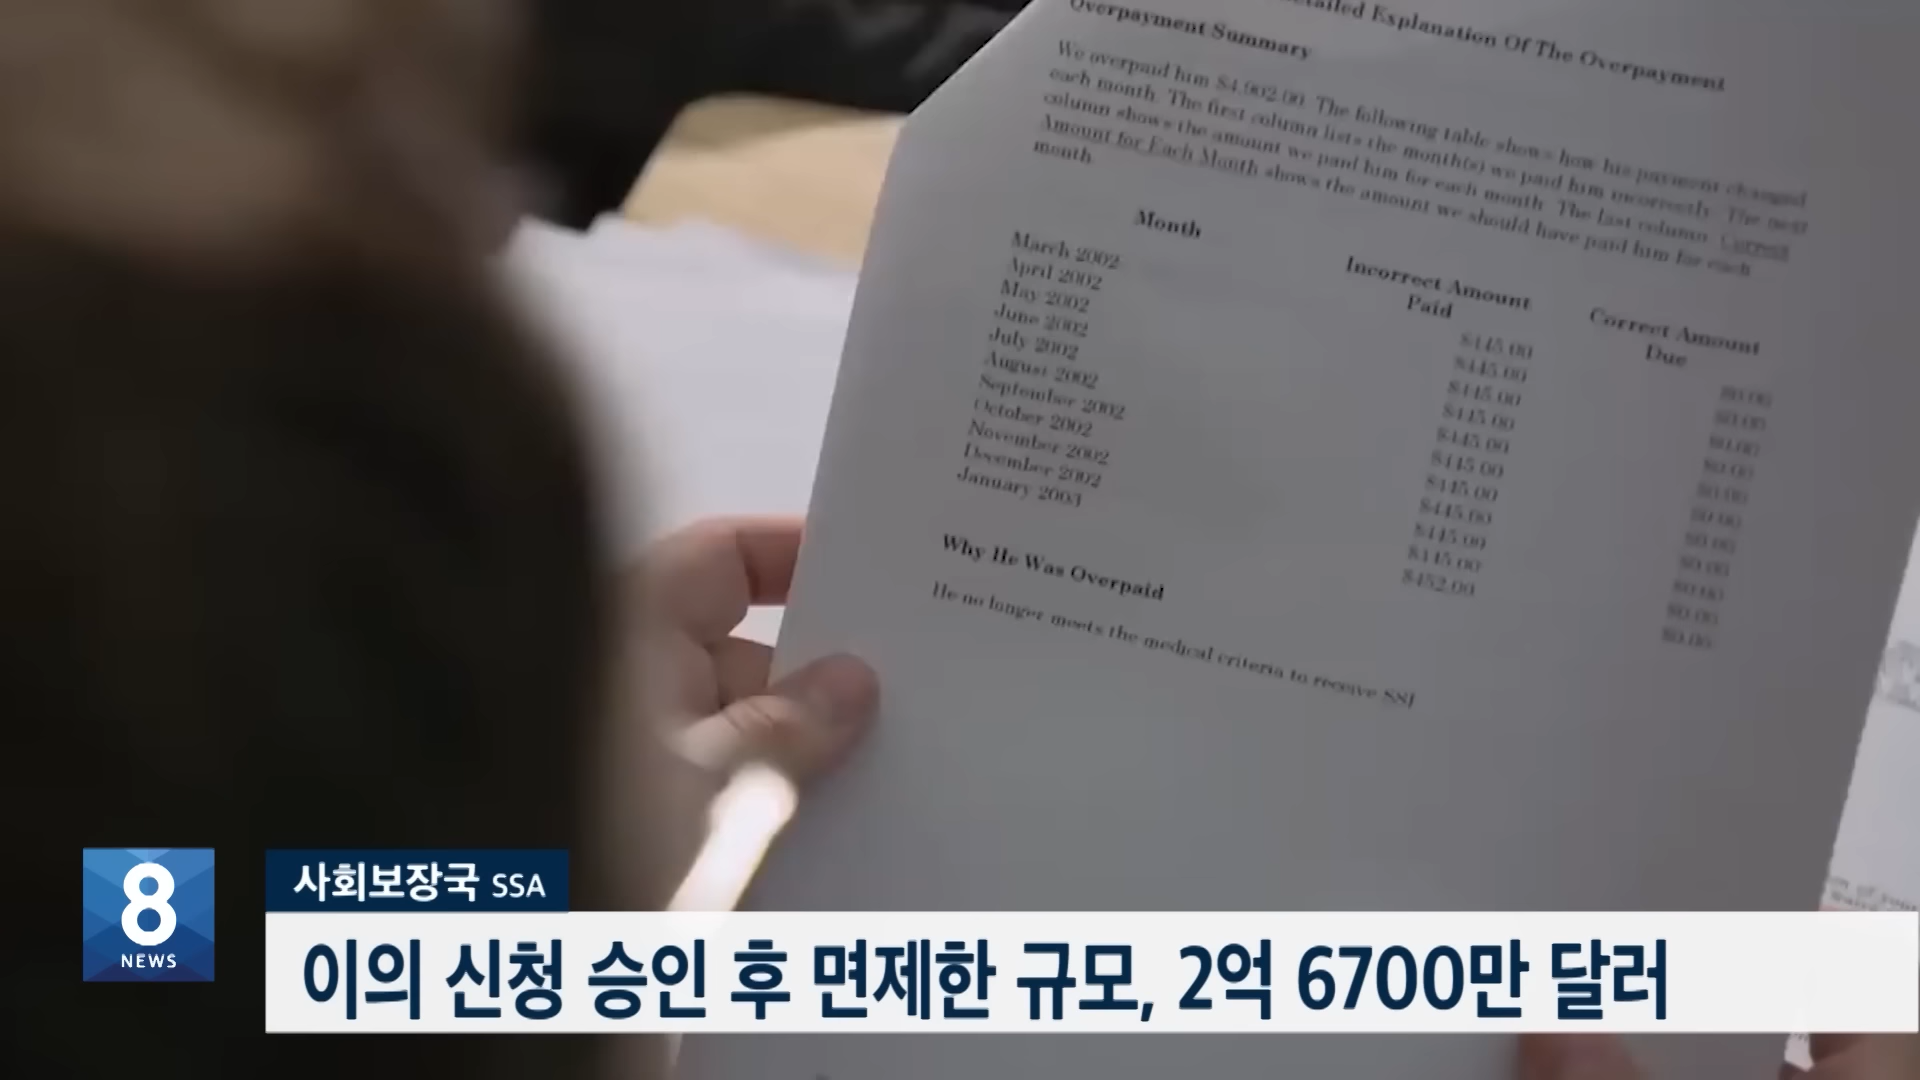 Detailed Explanation Of The Overpayment
Overpayment Summary
We overpaid him $4,902.00. The following table shows how his payment changed
each month. The first column lists the month(s) we paid him incorrectly. The next
column shows the amount we paid him for each month. The last column, Correct
Amount for Each Month shows the amount we should have paid him for each
month.
Month
Incorrect Amount
Paid
Correct Amount
Due
March 2002 $445.00 $0.00
April 2002 $445.00 $0.00
May 2002 $445.00 $0.00
June 2002 $445.00 $0.00
July 2002 $445.00 $0.00
August 2002 $445.00 $0.00
September 2002 $445.00 $0.00
October 2002 $445.00 $0.00
November 2002 $445.00 $0.00
December 2002 $445.00 $0.00
January 2003 $452.00 $0.00
Why He Was Overpaid
He no longer meets the medical criteria to receive SSI
8
NEWS
사회보장국 SSA
이의 신청 승인 후 면제한 규모, 2억 6700만 달러